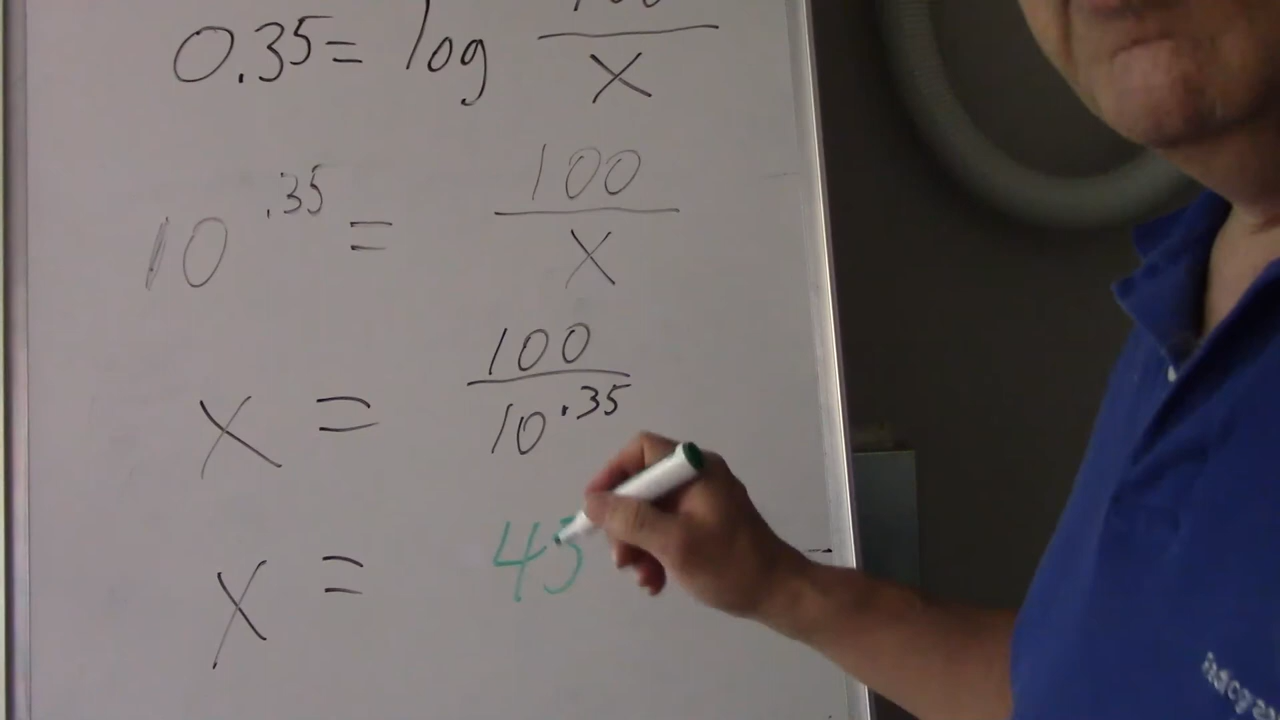 0.35 = log 100/X
10^.35 = 100/X
X = 100/10^.35
X = 45